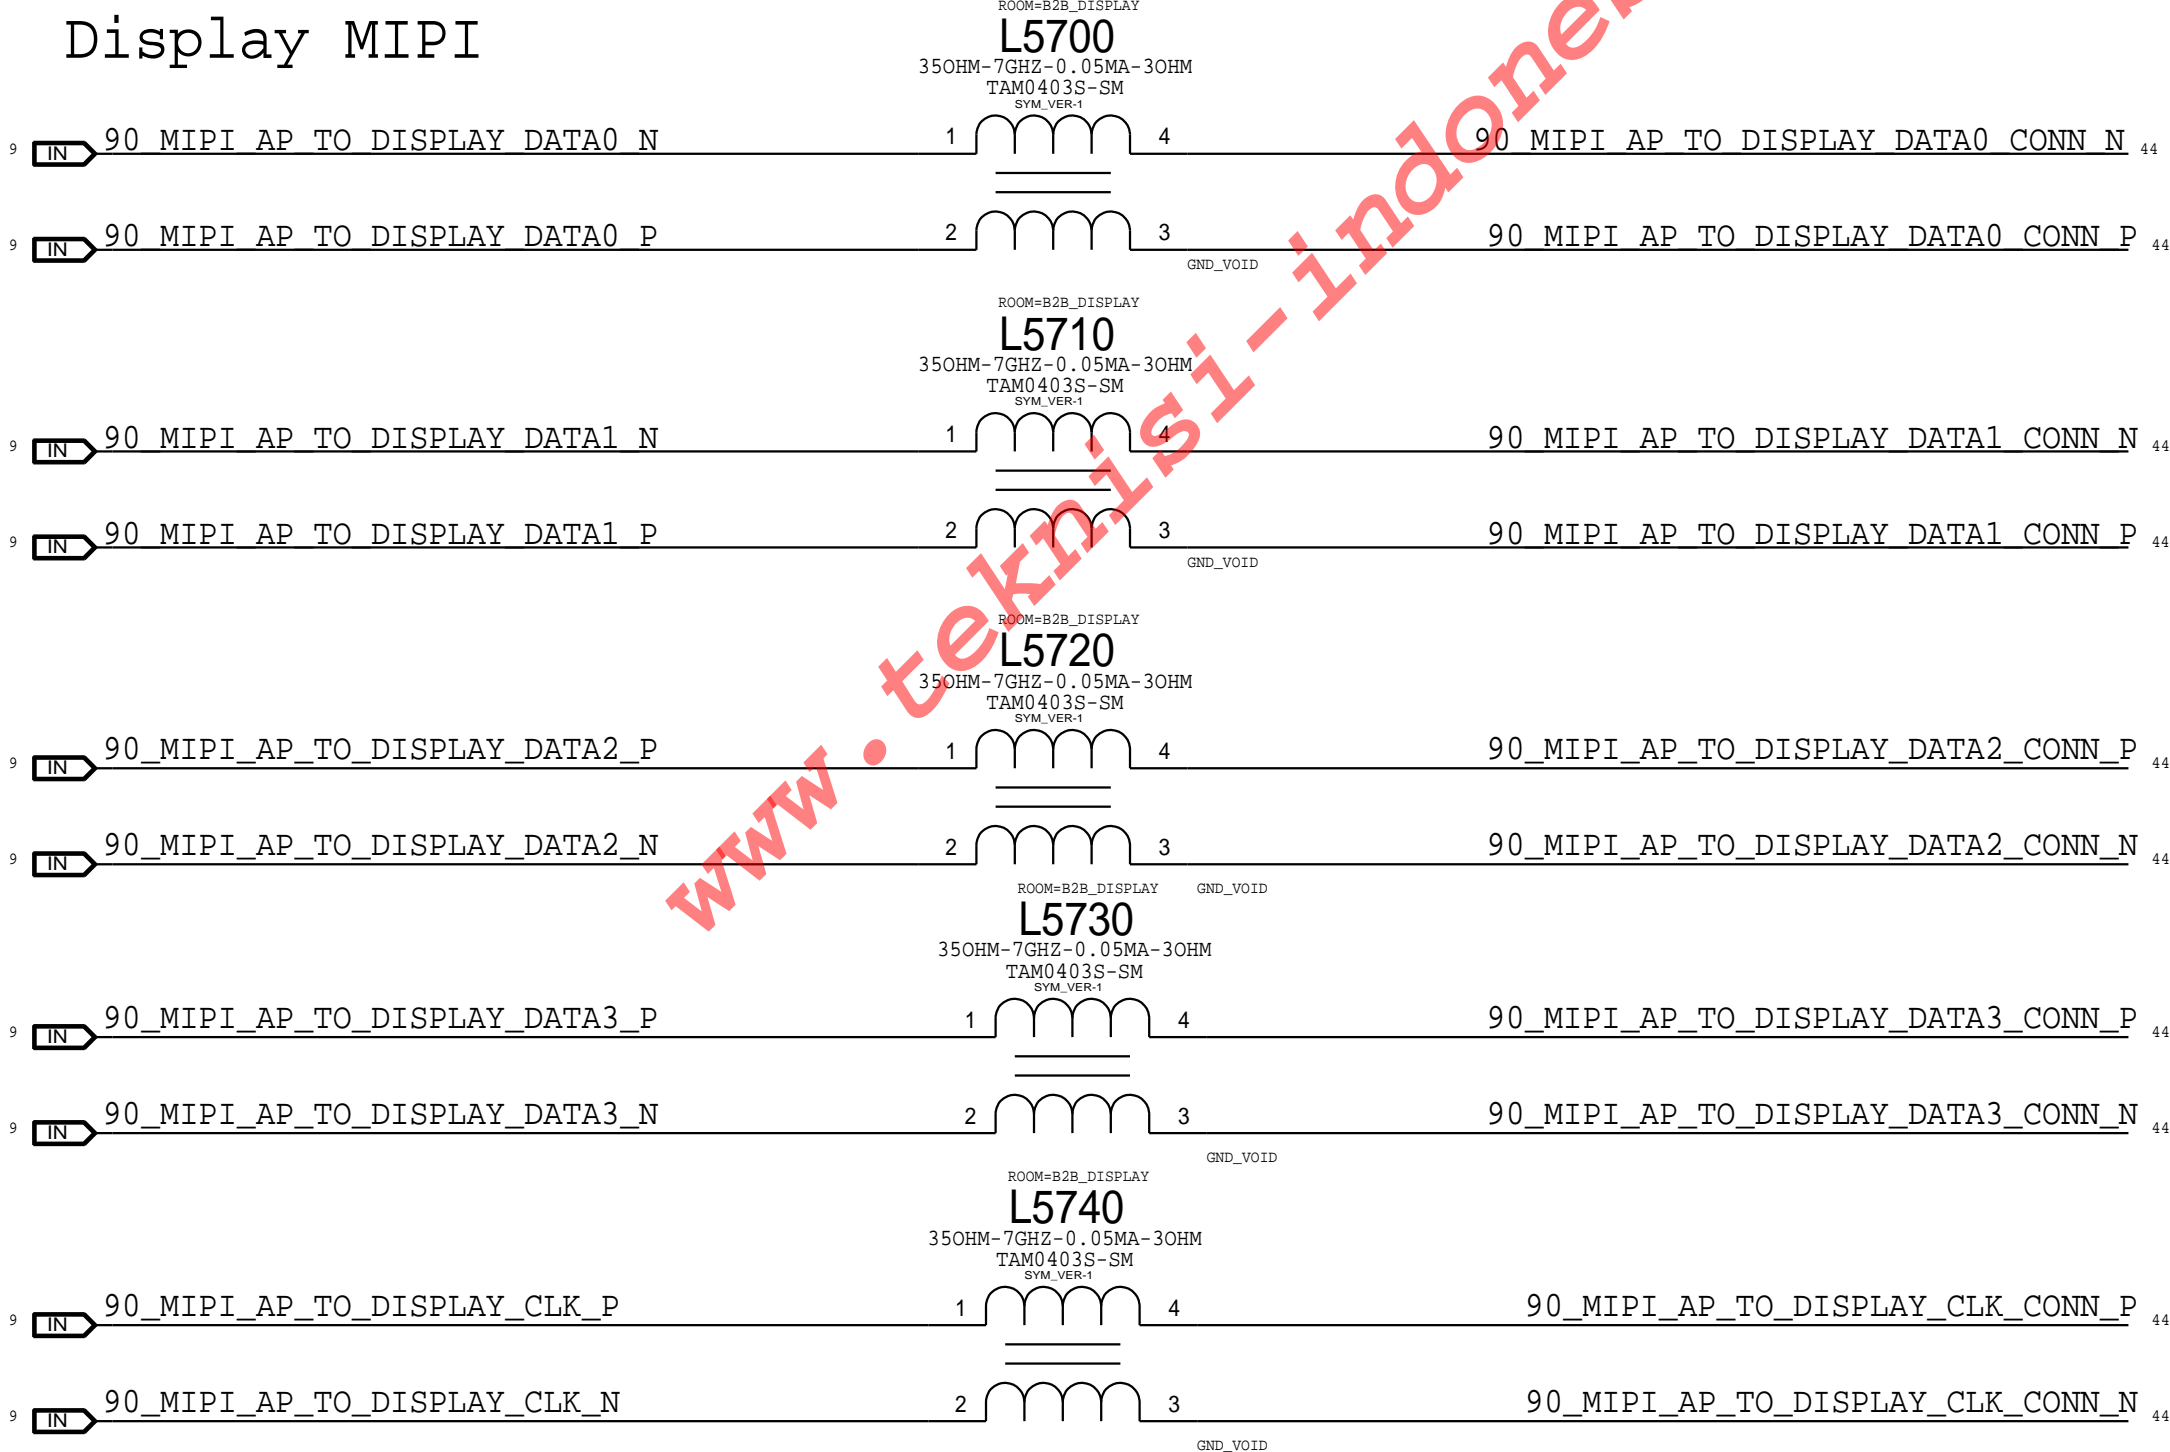 ROOM=B2B_DISPLAY
Display MIPI
L5700
35OHM-7GHZ-0.05MA-3OHM
TAM0403S-SM
SYM_VER-1
9 IN 90_MIPI_AP_TO_DISPLAY_DATA0_N 1 4 90_MIPI_AP_TO_DISPLAY_DATA0_CONN_N 44
9 IN 90_MIPI_AP_TO_DISPLAY_DATA0_P 2 3 90_MIPI_AP_TO_DISPLAY_DATA0_CONN_P 44
GND_VOID
ROOM=B2B_DISPLAY
L5710
35OHM-7GHZ-0.05MA-3OHM
TAM0403S-SM
SYM_VER-1
9 IN 90_MIPI_AP_TO_DISPLAY_DATA1_N 1 4 90_MIPI_AP_TO_DISPLAY_DATA1_CONN_N 44
9 IN 90_MIPI_AP_TO_DISPLAY_DATA1_P 2 3 90_MIPI_AP_TO_DISPLAY_DATA1_CONN_P 44
GND_VOID
ROOM=B2B_DISPLAY
L5720
35OHM-7GHZ-0.05MA-3OHM
TAM0403S-SM
SYM_VER-1
9 IN 90_MIPI_AP_TO_DISPLAY_DATA2_P 1 4 90_MIPI_AP_TO_DISPLAY_DATA2_CONN_P 44
9 IN 90_MIPI_AP_TO_DISPLAY_DATA2_N 2 3 90_MIPI_AP_TO_DISPLAY_DATA2_CONN_N 44
ROOM=B2B_DISPLAY GND_VOID
L5730
35OHM-7GHZ-0.05MA-3OHM
TAM0403S-SM
SYM_VER-1
9 IN 90_MIPI_AP_TO_DISPLAY_DATA3_P 1 4 90_MIPI_AP_TO_DISPLAY_DATA3_CONN_P 44
9 IN 90_MIPI_AP_TO_DISPLAY_DATA3_N 2 3 90_MIPI_AP_TO_DISPLAY_DATA3_CONN_N 44
GND_VOID
ROOM=B2B_DISPLAY
L5740
35OHM-7GHZ-0.05MA-3OHM
TAM0403S-SM
SYM_VER-1
9 IN 90_MIPI_AP_TO_DISPLAY_CLK_P 1 4 90_MIPI_AP_TO_DISPLAY_CLK_CONN_P 44
9 IN 90_MIPI_AP_TO_DISPLAY_CLK_N 2 3 90_MIPI_AP_TO_DISPLAY_CLK_CONN_N 44
GND_VOID